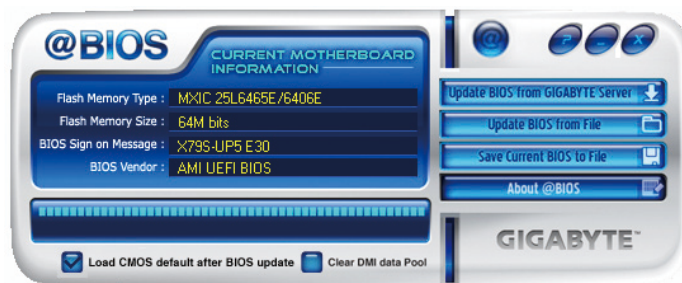 @BIOS
CURRENT MOTHERBOARD
INFORMATION
Flash Memory Type : MXIC 25L6465E/6406E
Flash Memory Size : 64M bits
BIOS Sign on Message : X79S-UP5 E30
BIOS Vendor : AMI UEFI BIOS
Load CMOS default after BIOS update
Clear DMI data Pool
@
? _ X
Update BIOS from GIGABYTE Server
Update BIOS from File
Save Current BIOS to File
About @BIOS
GIGABYTE™